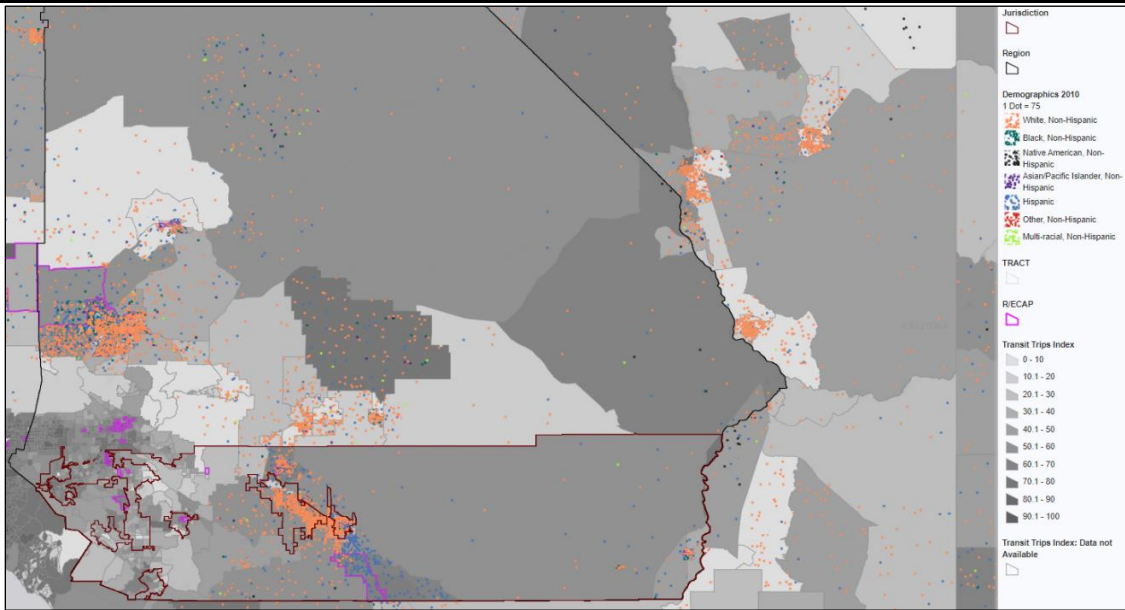 Jurisdiction
Region
Demographics 2010
1 Dot = 75
White, Non-Hispanic
Black, Non-Hispanic
Native American, Non-
Hispanic
Asian/Pacific Islander, Non-
Hispanic
Hispanic
Other, Non-Hispanic
Multi-racial, Non-Hispanic
TRACT
R/ECAP
Transit Trips Index
0 - 10
10.1 - 20
20.1 - 30
30.1 - 40
40.1 - 50
50.1 - 60
60.1 - 70
70.1 - 80
80.1 - 90
90.1 - 100
Transit Trips Index: Data not
Available
ARIZONA